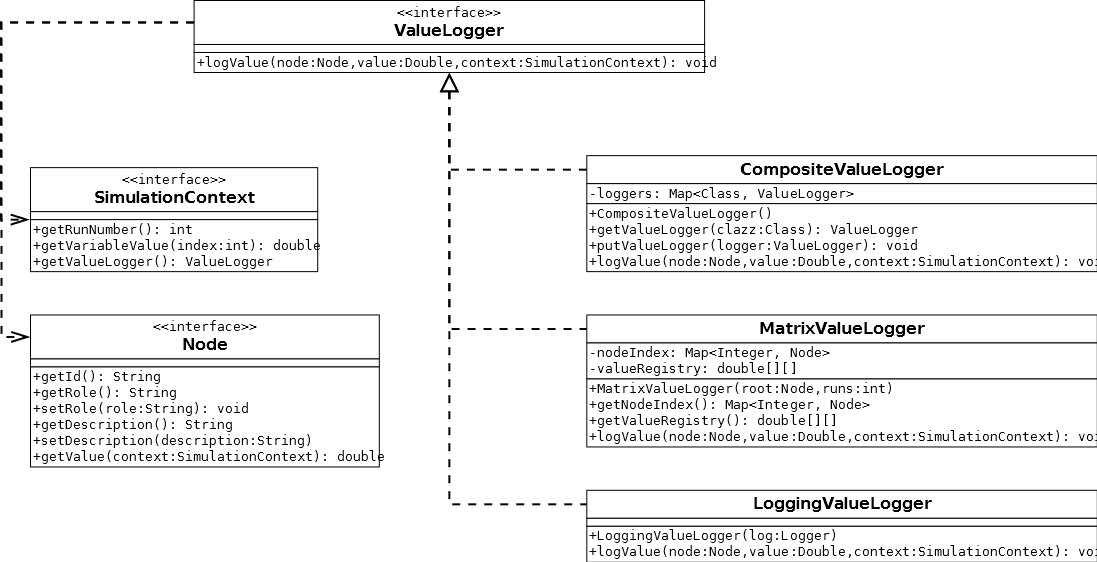 <<interface>>
ValueLogger
+logValue(node:Node,value:Double,context:SimulationContext): void
<<interface>>
SimulationContext
+getRunNumber(): int
+getVariableValue(index:int): double
+getValueLogger(): ValueLogger
<<interface>>
Node
+getId(): String
+getRole(): String
+setRole(role:String): void
+getDescription(): String
+setDescription(description:String)
+getValue(context:SimulationContext): double
CompositeValueLogger
-loggers: Map<Class, ValueLogger>
+CompositeValueLogger()
+getValueLogger(clazz:Class): ValueLogger
+putValueLogger(logger:ValueLogger): void
+logValue(node:Node,value:Double,context:SimulationContext): voi
MatrixValueLogger
-nodeIndex: Map<Integer, Node>
-valueRegistry: double[][]
+MatrixValueLogger(root:Node,runs:int)
+getNodeIndex(): Map<Integer, Node>
+getValueRegistry(): double[][]
+logValue(node:Node,value:Double,context:SimulationContext): voi
LoggingValueLogger
+LoggingValueLogger(log:Logger)
+logValue(node:Node,value:Double,context:SimulationContext): voi